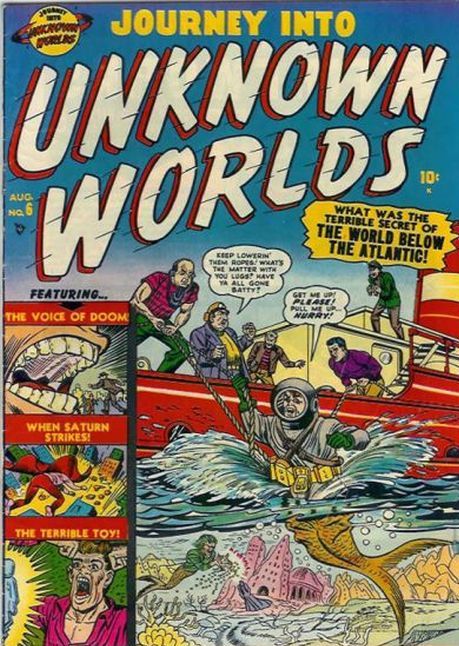 JOURNEY INTO
UNKNOWN WORLDS
JOURNEY INTO
UNKNOWN
WORLDS
AUG.
NO. 6
10¢
K
WHAT WAS THE
TERRIBLE SECRET OF
THE WORLD BELOW
THE ATLANTIC!
KEEP LOWERIN'
THEM ROPES! WHAT'S
THE MATTER WITH
YOU LUGS? HAVE
YA ALL GONE
BATTY?
GET ME UP!
PLEASE!
PULL ME UP...
HURRY!
FEATURING...
THE VOICE OF DOOM!
WHEN SATURN
STRIKES!
THE TERRIBLE TOY!